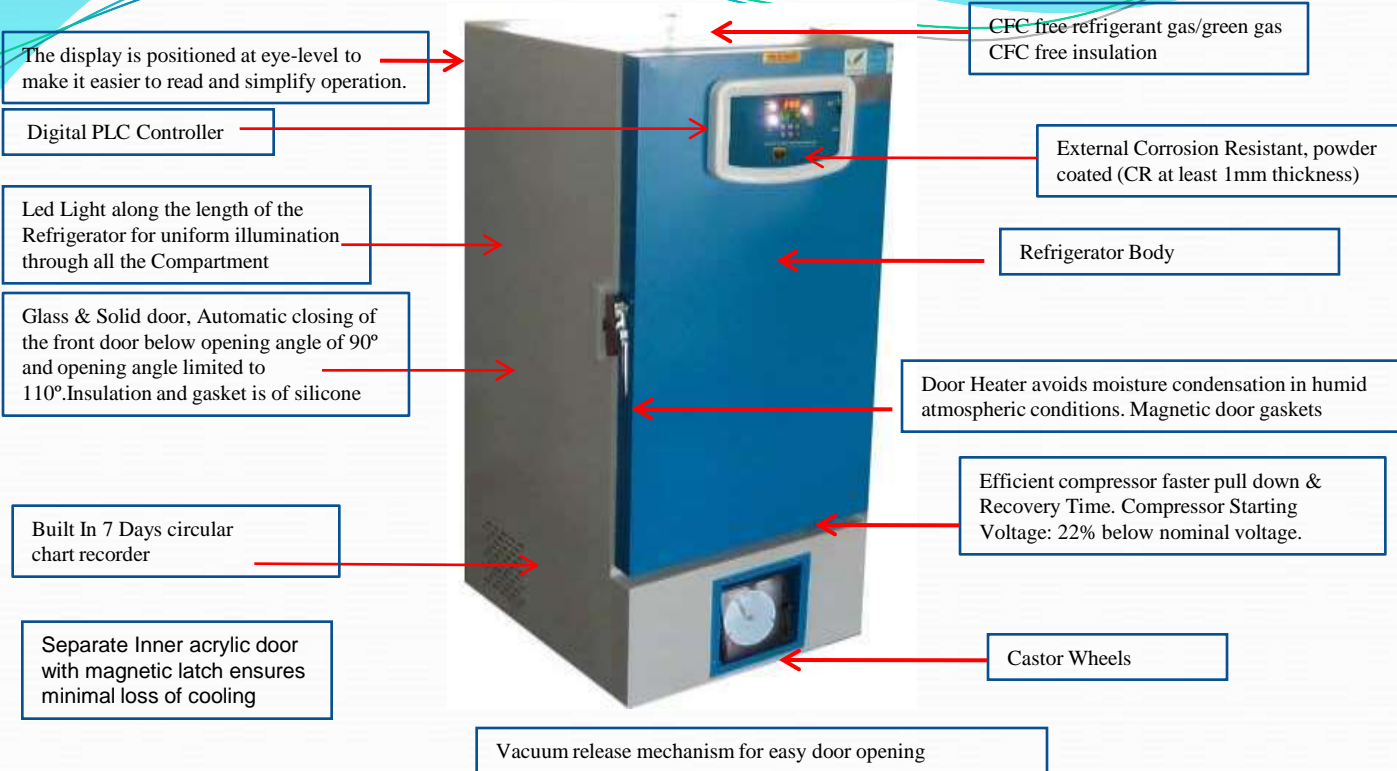 The display is positioned at eye-level to
make it easier to read and simplify operation.
Digital PLC Controller
Led Light along the length of the
Refrigerator for uniform illumination
through all the Compartment
Glass & Solid door, Automatic closing of
the front door below opening angle of 90º
and opening angle limited to
110º.Insulation and gasket is of silicone
Built In 7 Days circular
chart recorder
Separate Inner acrylic door
with magnetic latch ensures
minimal loss of cooling
CFC free refrigerant gas/green gas
CFC free insulation
External Corrosion Resistant, powder
coated (CR at least 1mm thickness)
Refrigerator Body
Door Heater avoids moisture condensation in humid
atmospheric conditions. Magnetic door gaskets
Efficient compressor faster pull down &
Recovery Time. Compressor Starting
Voltage: 22% below nominal voltage.
Castor Wheels
Vacuum release mechanism for easy door opening